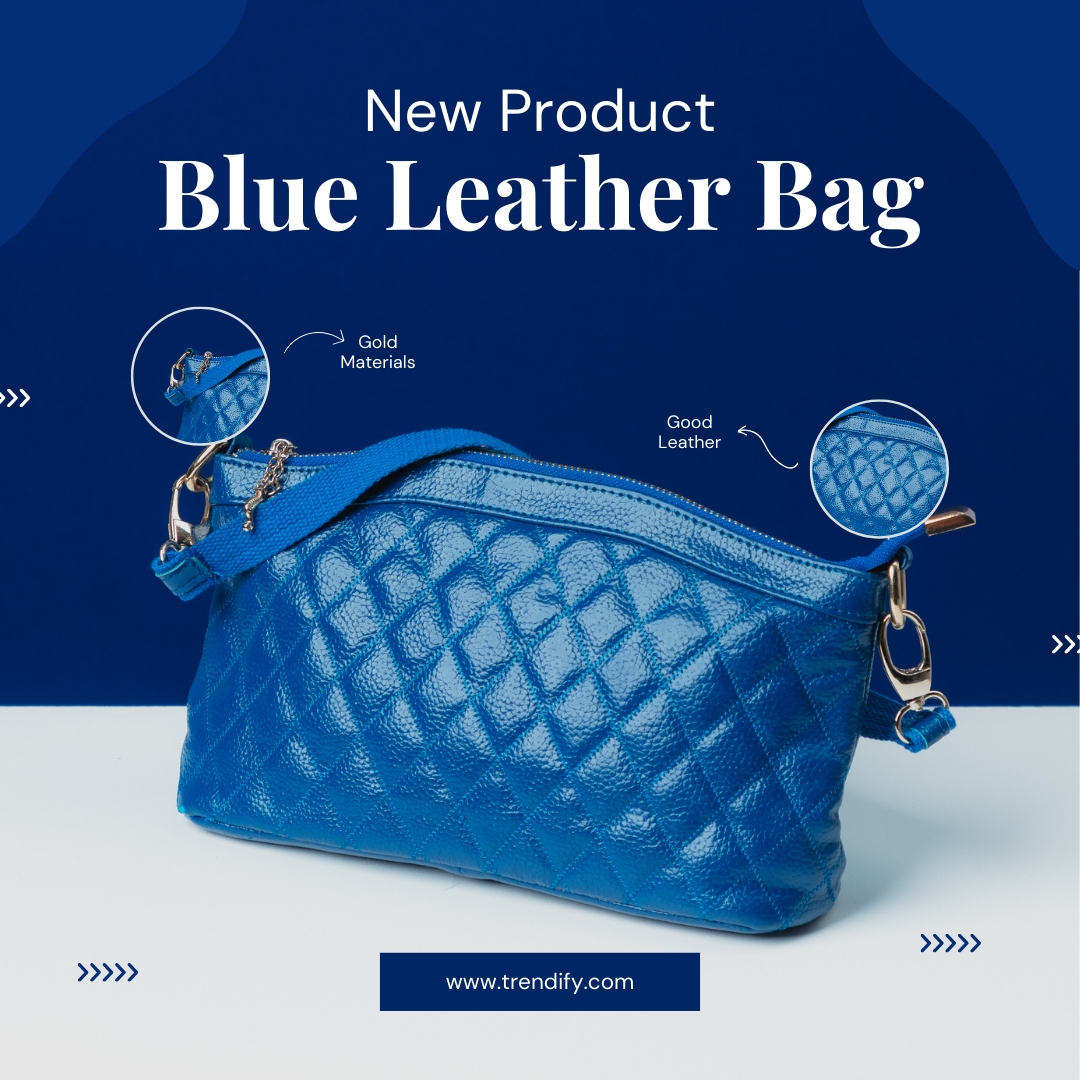 New Product
Blue Leather Bag
Gold
Materials
Good
Leather
www.trendify.com